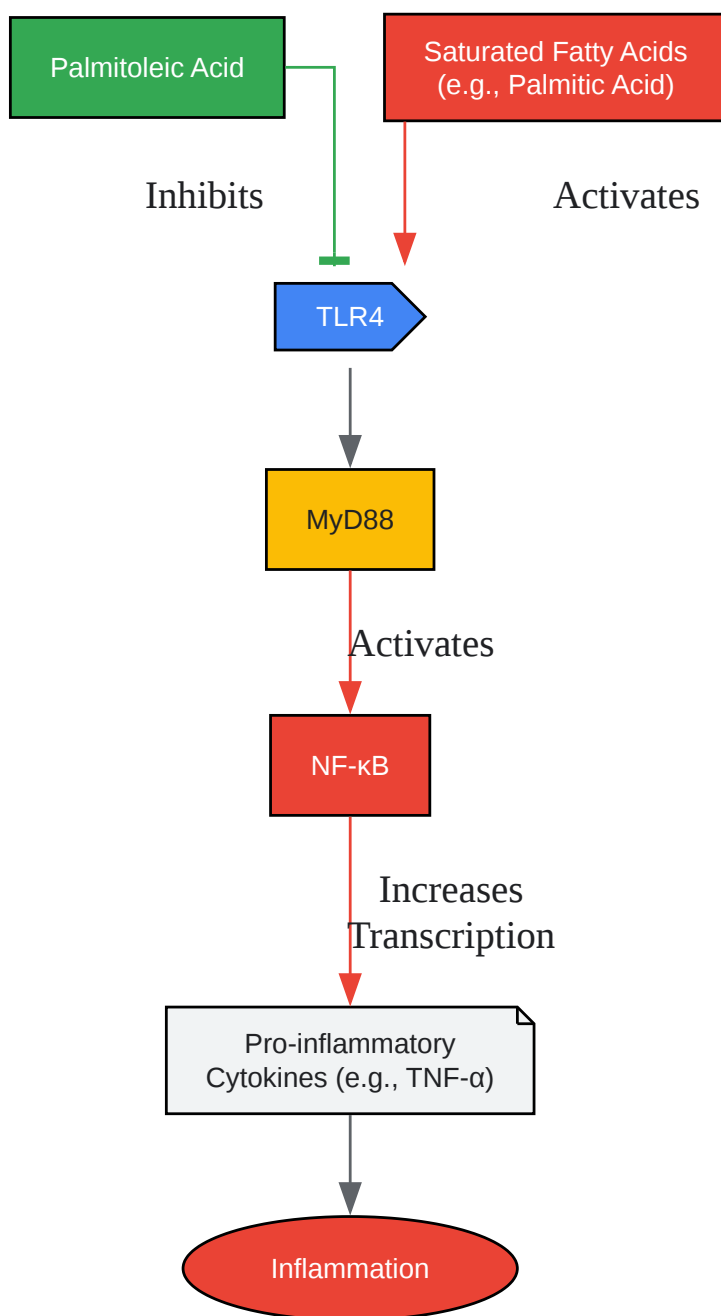 Palmitoleic Acid
Saturated Fatty Acids
(e.g., Palmitic Acid)
Inhibits
Activates
TLR4
MyD88
Activates
NF-κB
Increases
Transcription
Pro-inflammatory
Cytokines (e.g., TNF-α)
Inflammation